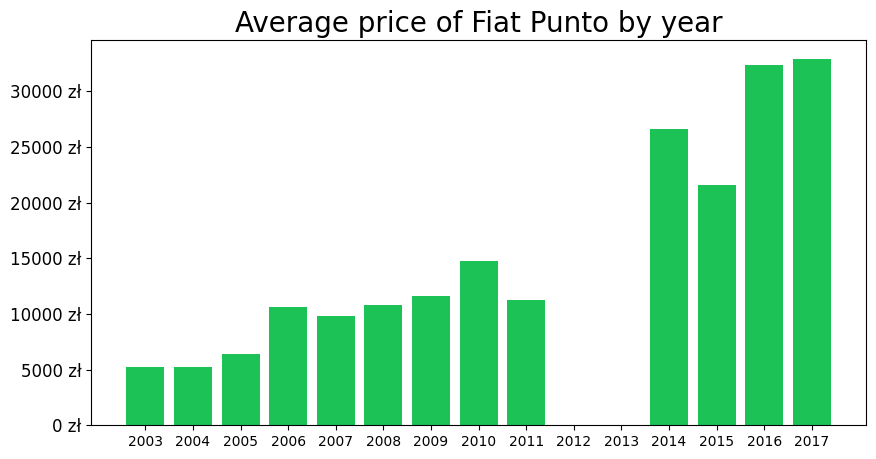 Average price of Fiat Punto by year
30000 zł
25000 zł
20000 zł
15000 zł
10000 zł
5000 zł
0 zł
2003 2004 2005 2006 2007 2008 2009 2010 2011 2012 2013 2014 2015 2016 2017